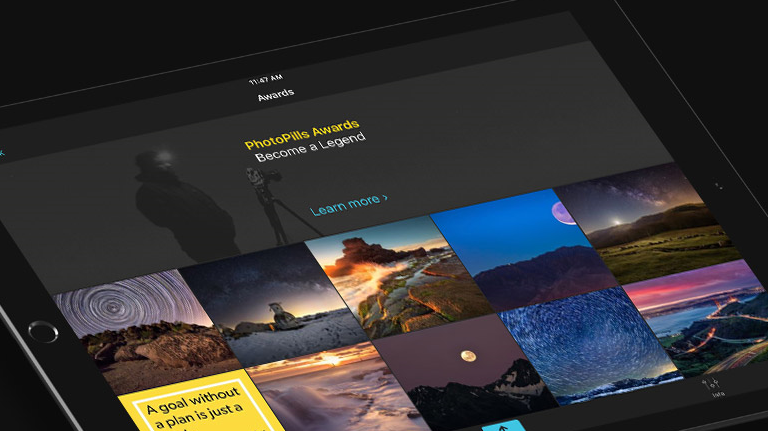 11:47 AM
Awards
PhotoPills Awards
Become a Legend
Learn more ›
A goal without
a plan is just a
Info